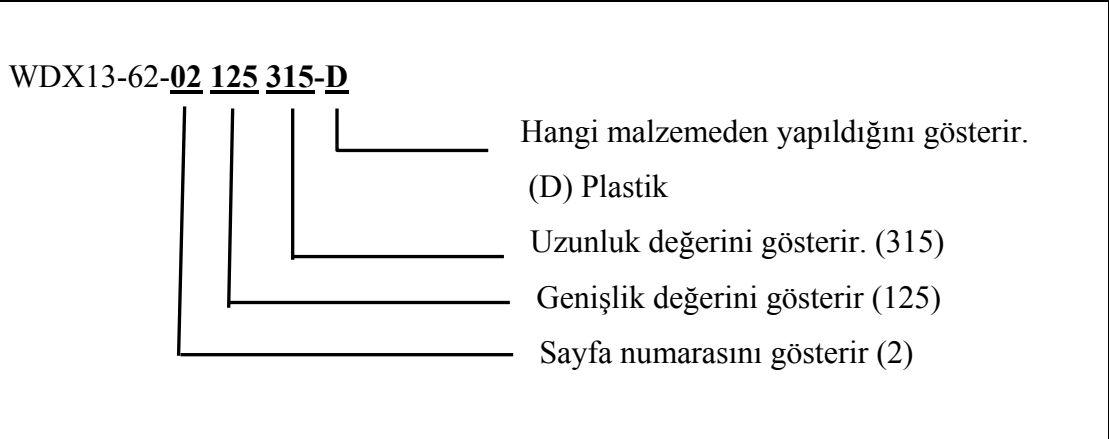 WDX13-62-02 125 315-D
Hangi malzemeden yapıldığını gösterir.
(D) Plastik
Uzunluk değerini gösterir. (315)
Genişlik değerini gösterir (125)
Sayfa numarasını gösterir (2)